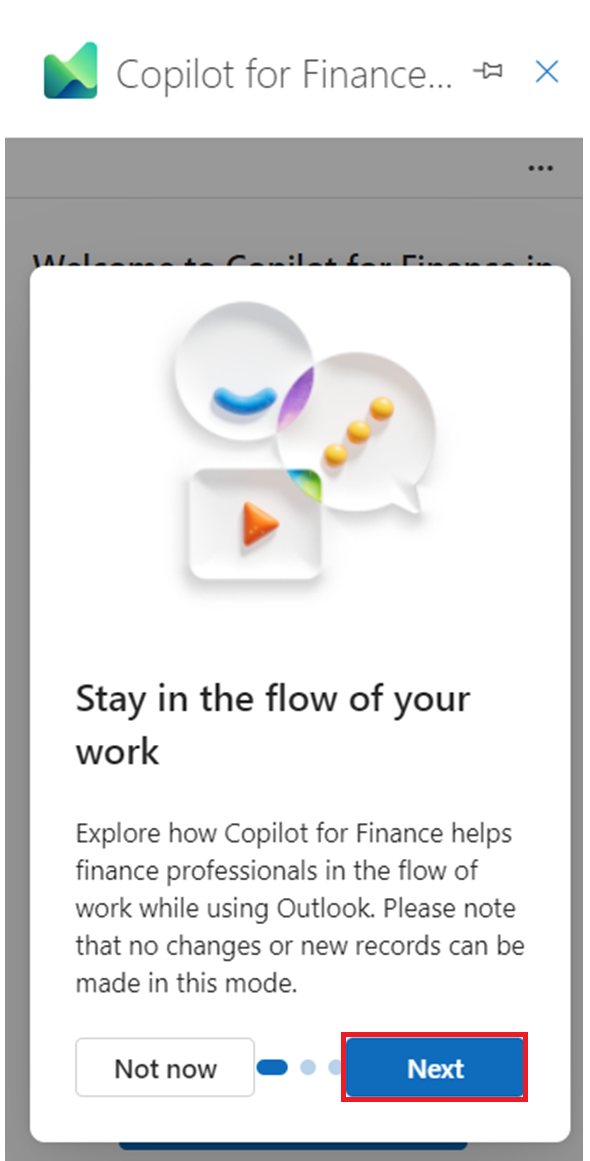 Copilot for Finance...
Welcome to Copilot for Finance in
Stay in the flow of your
work
Explore how Copilot for Finance helps
finance professionals in the flow of
work while using Outlook. Please note
that no changes or new records can be
made in this mode.
Not now
Next